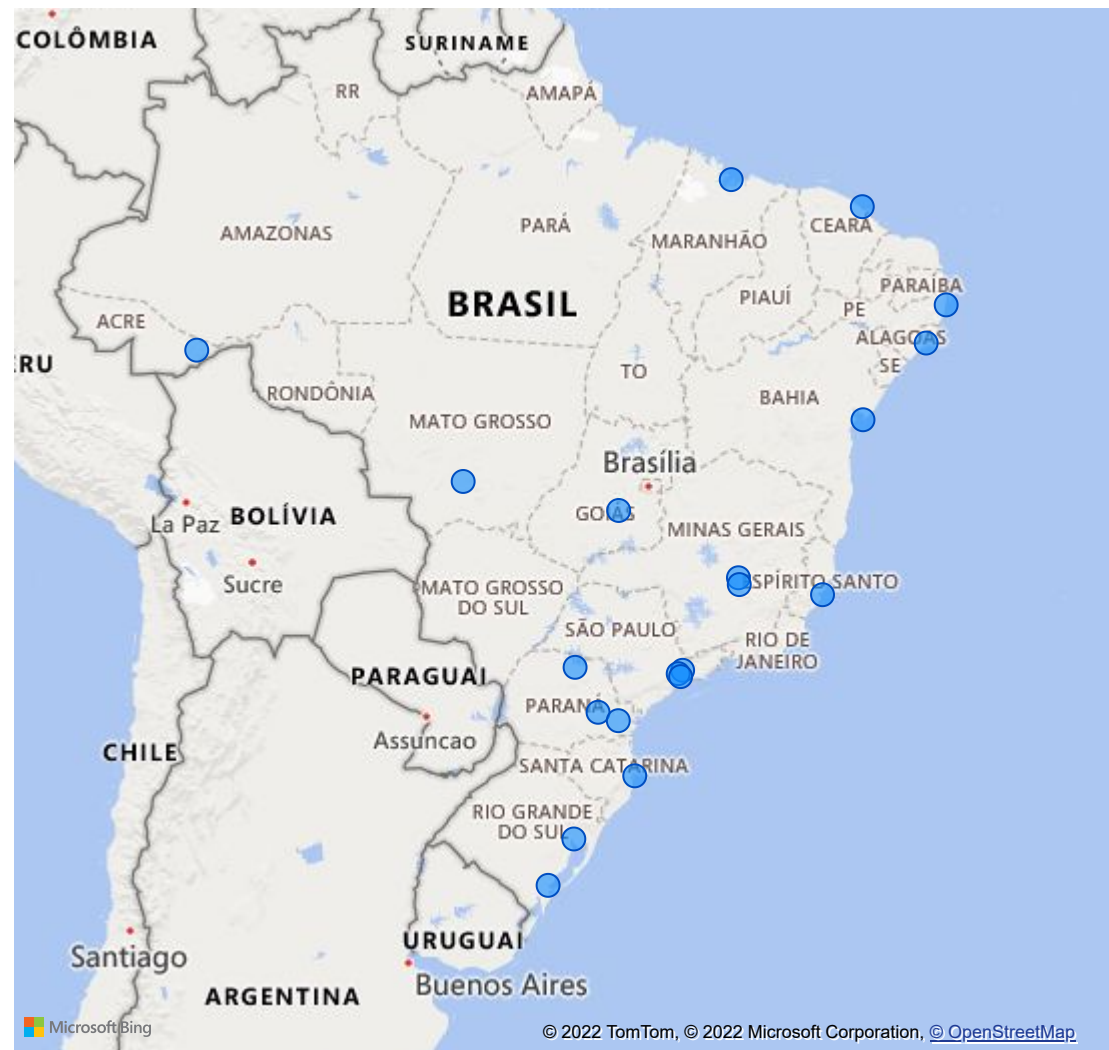 COLÔMBIA
SURINAME
RR
AMAPÁ
AMAZONAS
PARÁ
MARANHÃO
CEARÁ
BRASIL
PIAUÍ
PARAÍBA
PE
ACRE
ALAGOAS
ERU
SE
TO
RONDÔNIA
BAHIA
MATO GROSSO
Brasília
GOIÁS
La Paz
BOLÍVIA
MINAS GERAIS
Sucre
SPÍRITO SANTO
MATO GROSSO
DO SUL
SÃO PAULO
RIO DE
JANEIRO
PARAGUAI
PARANÁ
Assuncao
CHILE
SANTA CATARINA
RIO GRANDE
DO SUL
URUGUAI
Santiago
Buenos Aires
ARGENTINA
Microsoft Bing
© 2022 TomTom, © 2022 Microsoft Corporation, © OpenStreetMap